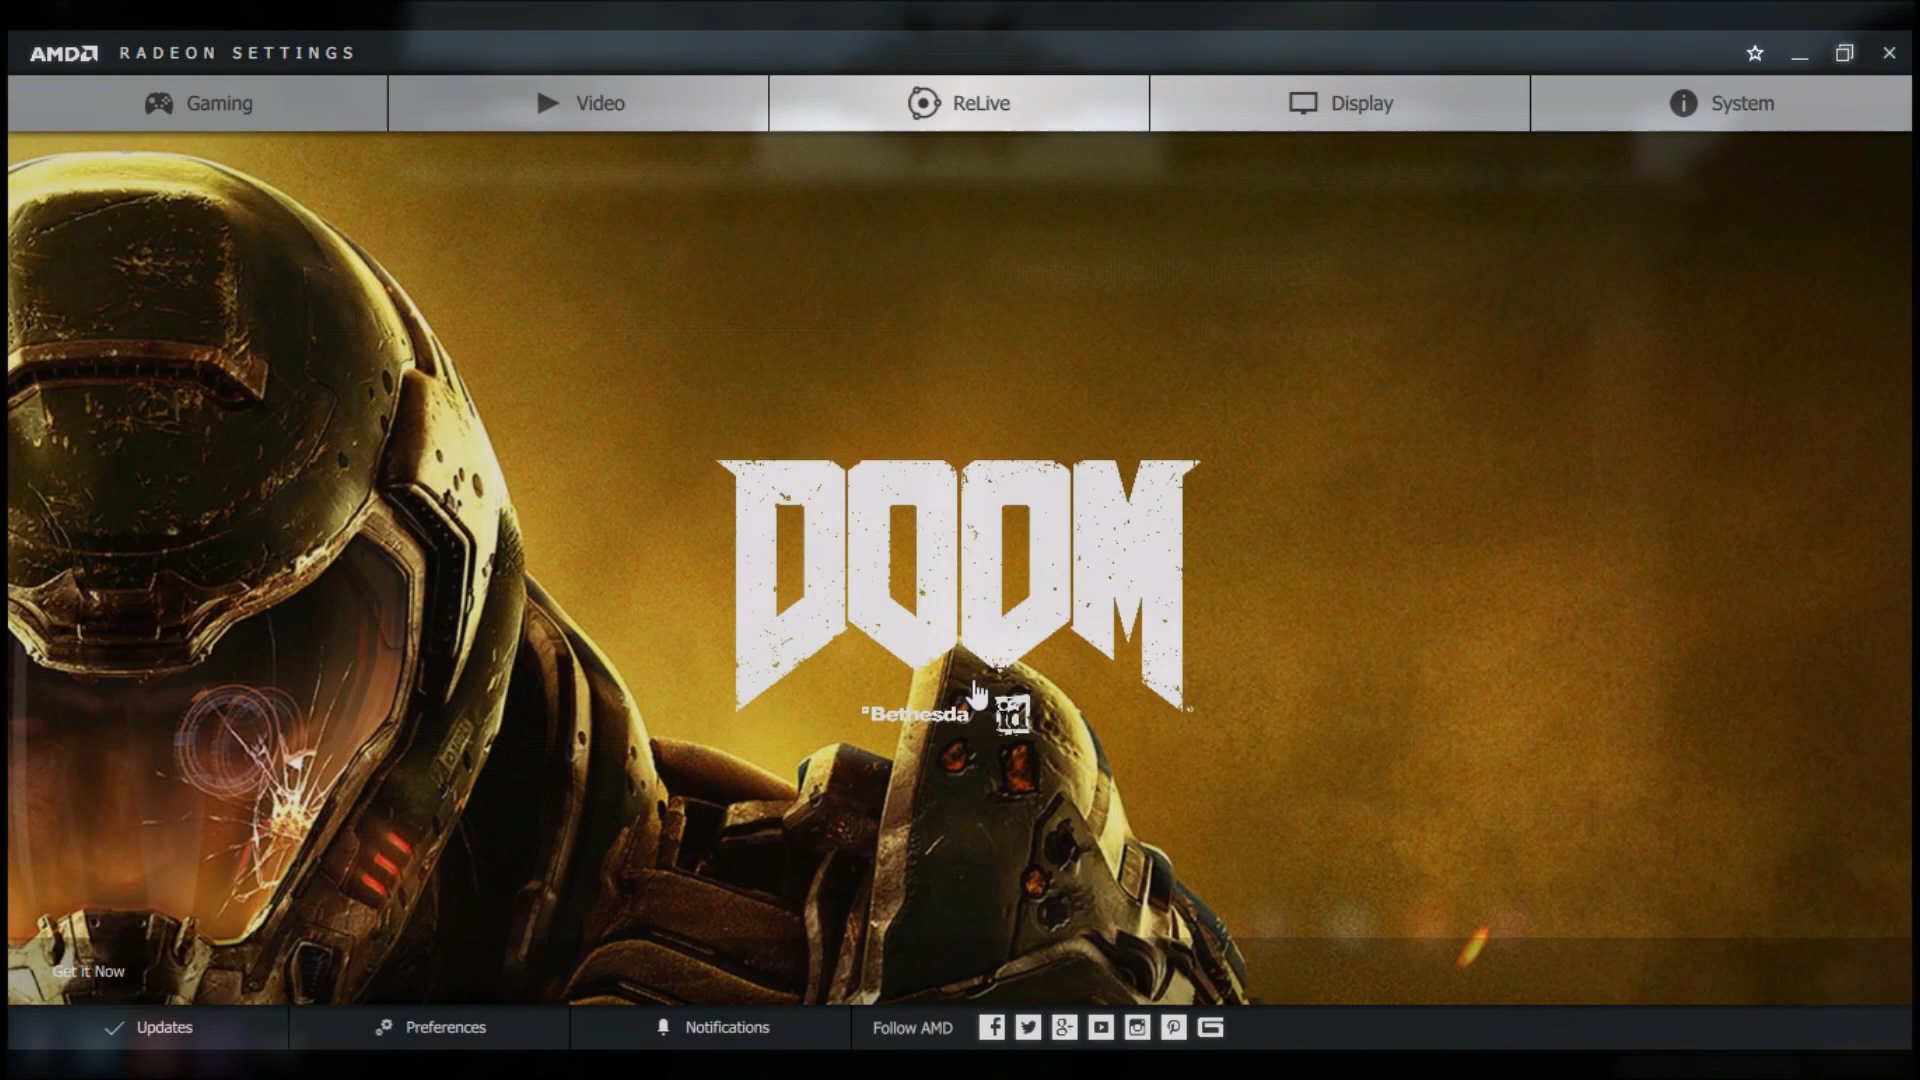 AMD RADEON SETTINGS
Gaming
Video
ReLive
Display
System
DOOM
Bethesda
id
Get it Now
Updates
Preferences
Notifications
Follow AMD